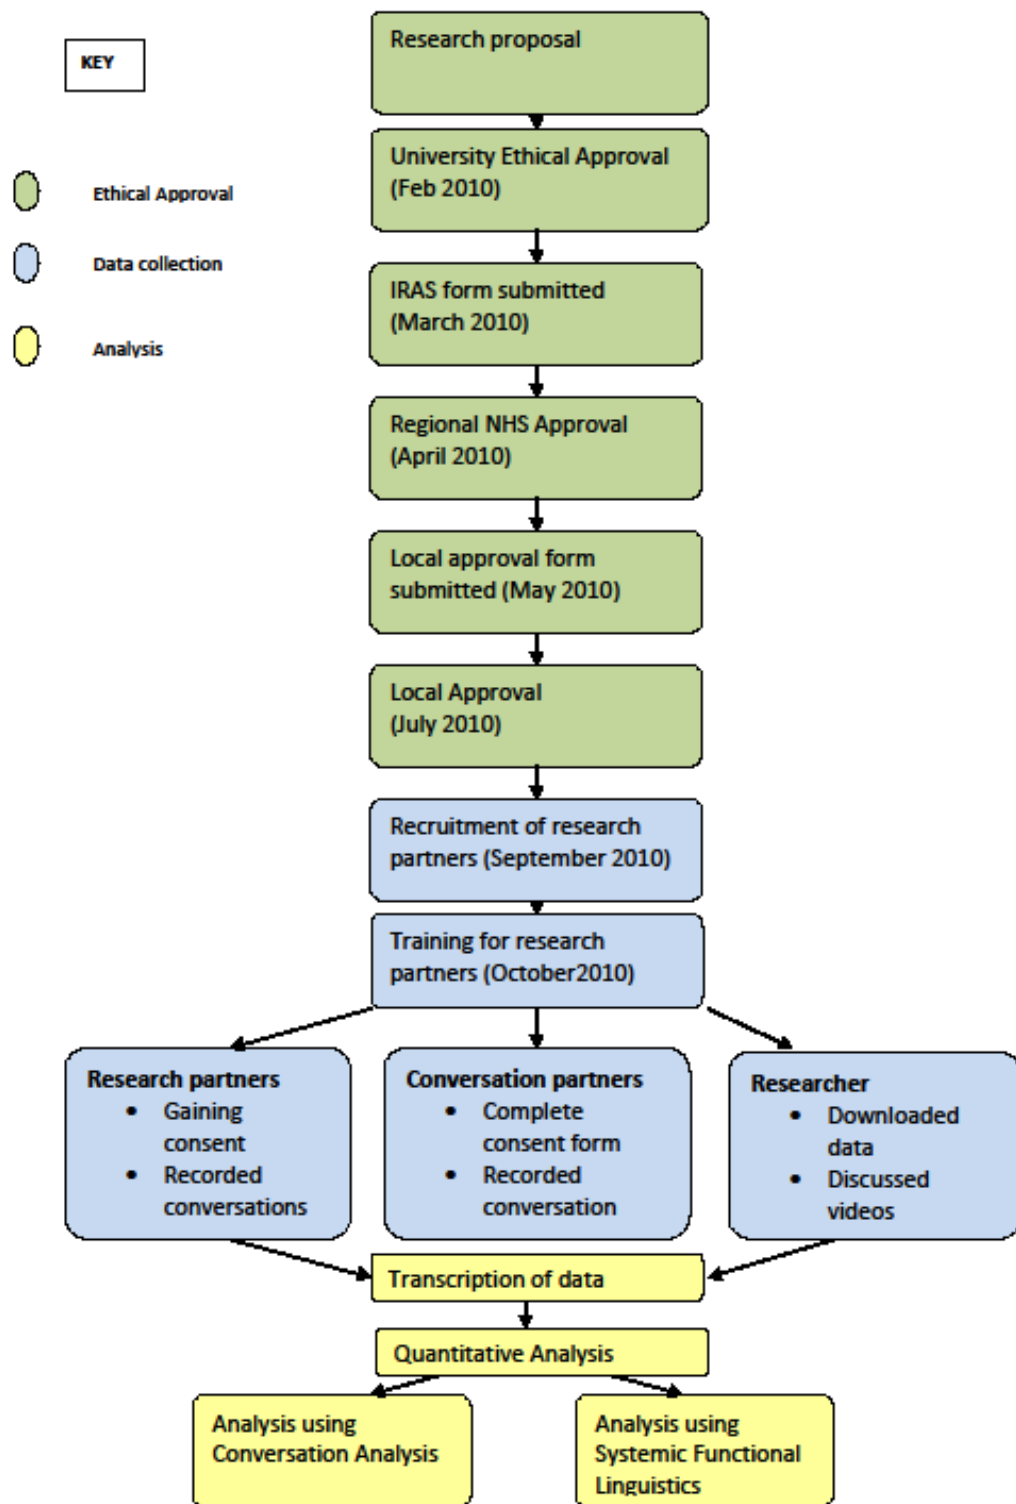 Research proposal
KEY
University Ethical Approval
(Feb 2010)
Ethical Approval
Data collection
IRAS form submitted
(March 2010)
Analysis
Regional NHS Approval
(April 2010)
Local approval form
submitted (May 2010)
Local Approval
(July 2010)
Recruitment of research
partners (September 2010)
Training for research
partners (October2010)
Research partners
• Gaining
consent
• Recorded
conversations
Conversation partners
• Complete
consent form
• Recorded
conversation
Researcher
• Downloaded
data
• Discussed
videos
Transcription of data
Quantitative Analysis
Analysis using
Conversation Analysis
Analysis using
Systemic Functional
Linguistics